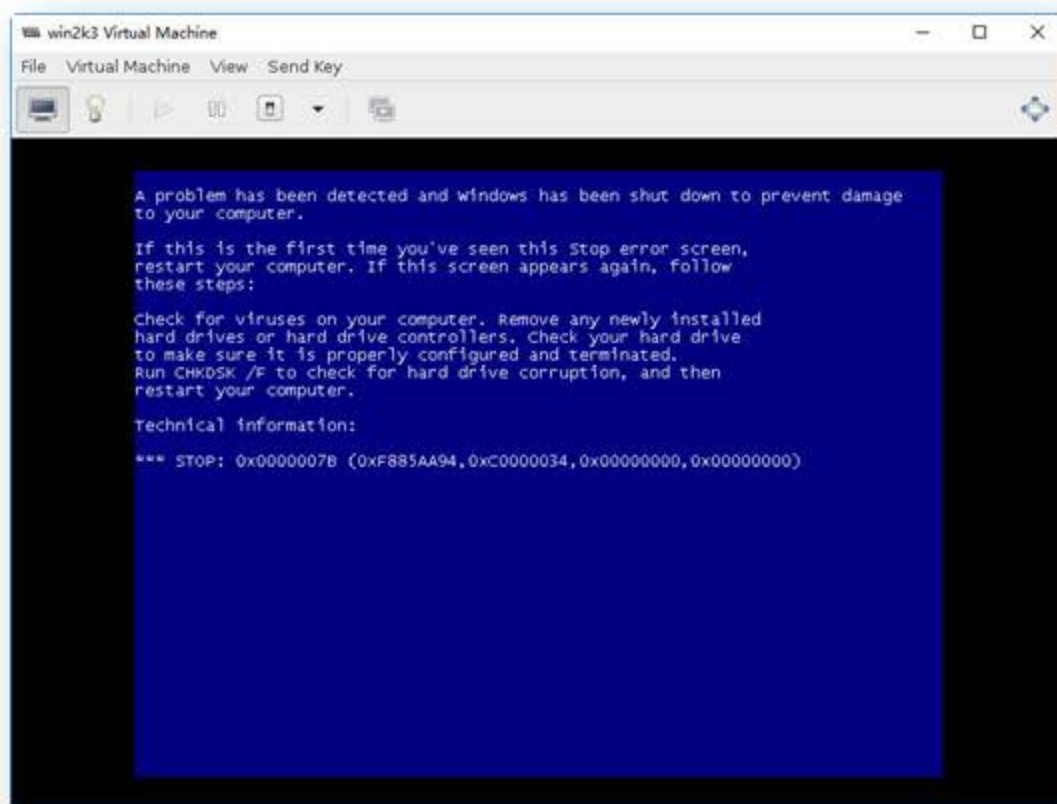 win2k3 Virtual Machine
File Virtual Machine View Send Key
A problem has been detected and Windows has been shut down to prevent damage
to your computer.
If this is the first time you've seen this Stop error screen,
restart your computer. If this screen appears again, follow
these steps:
Check for viruses on your computer. Remove any newly installed
hard drives or hard drive controllers. Check your hard drive
to make sure it is properly configured and terminated.
Run CHKDSK /F to check for hard drive corruption, and then
restart your computer.
Technical information:
*** STOP: 0x0000007B (0xF885AA94,0xC0000034,0x00000000,0x00000000)